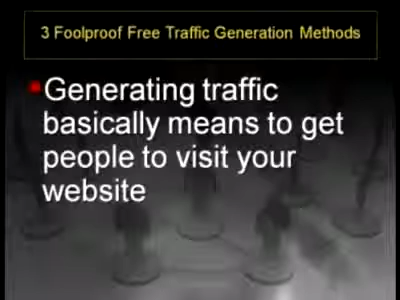 3 Foolproof Free Traffic Generation Methods
Generating traffic
basically means to get
people to visit your
website